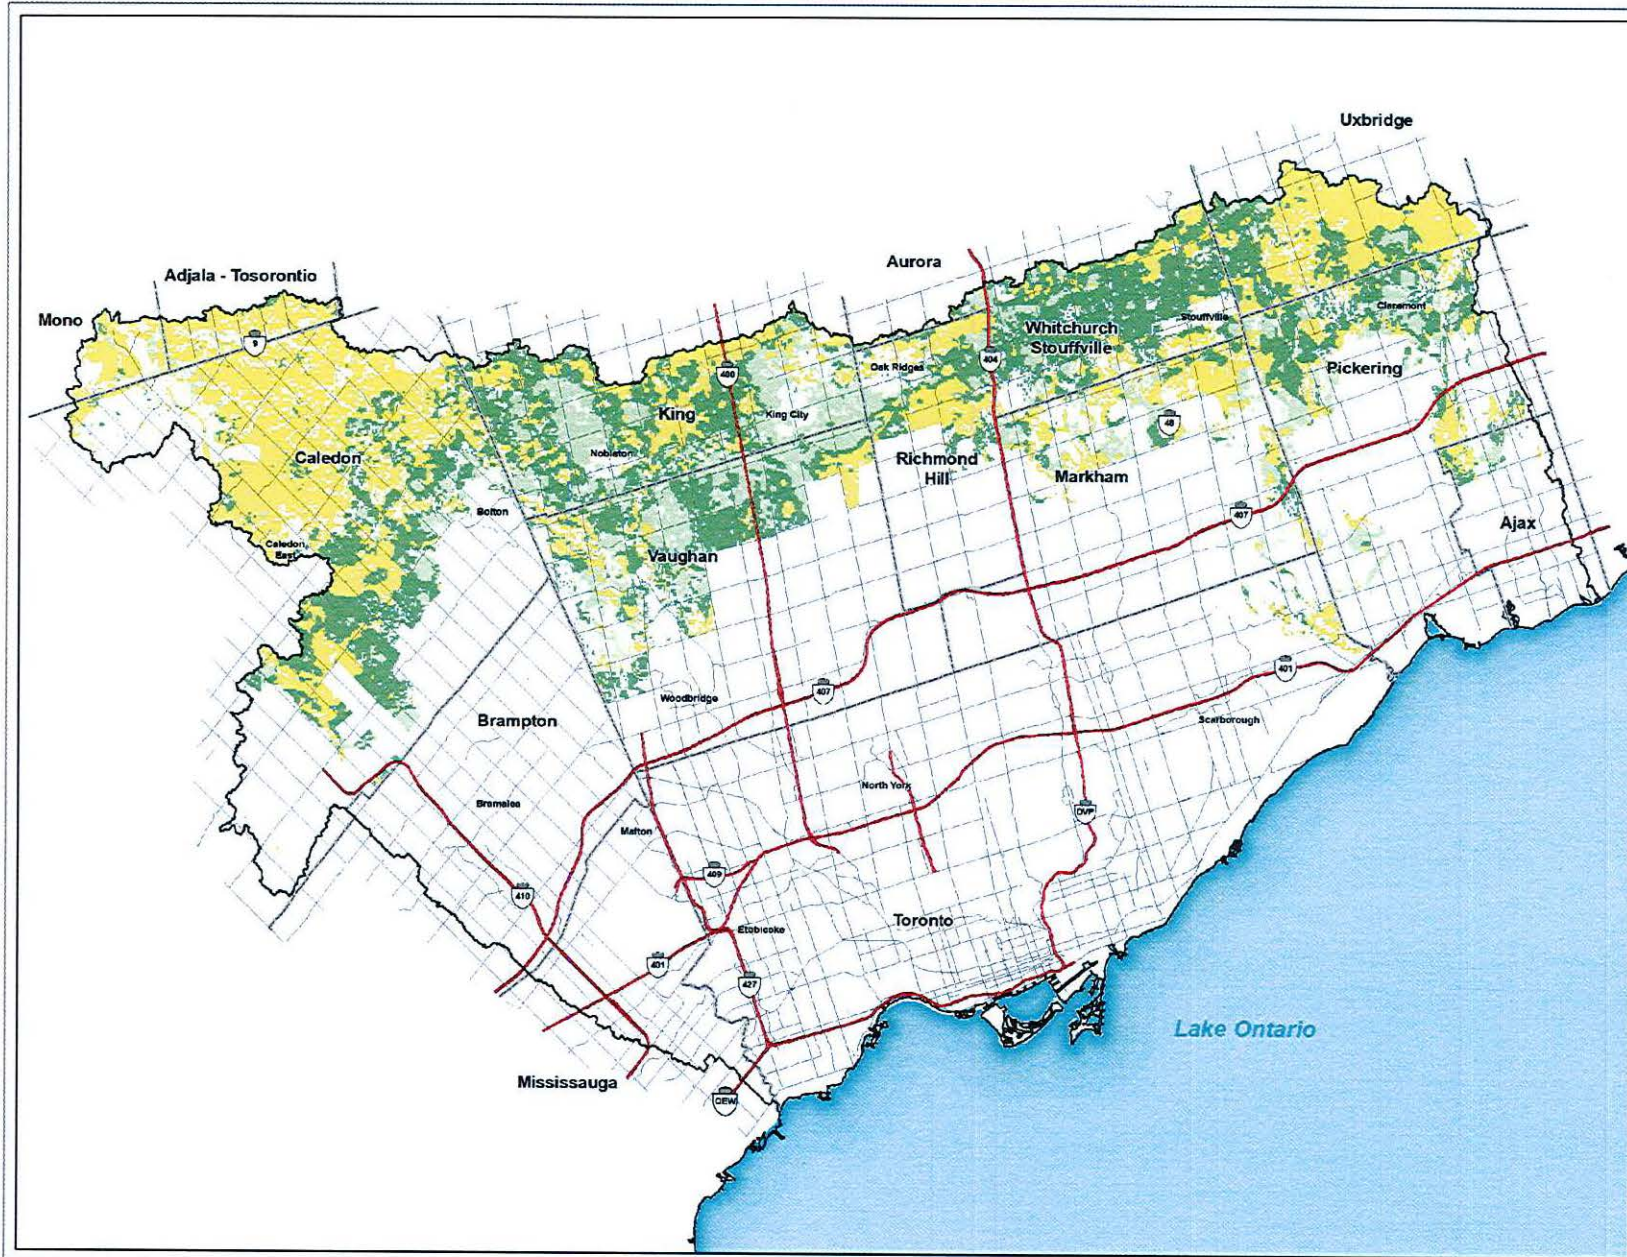 Uxbridge
Aurora
Adjala - Tosorontio
Mono
9
Claremont
Stouffville
Whitchurch
Stouffville
404
Oak Ridges
Pickering
400
King
King City
48
Nobleton
Caledon
Richmond
Hill
Markham
Bolton
407
Ajax
Caledon
East
Vaughan
401
407
Woodbridge
Scarborough
Brampton
North York
Bramalea
DVP
Malton
409
410
Toronto
Etobicoke
401
427
Lake Ontario
Mississauga
QEW